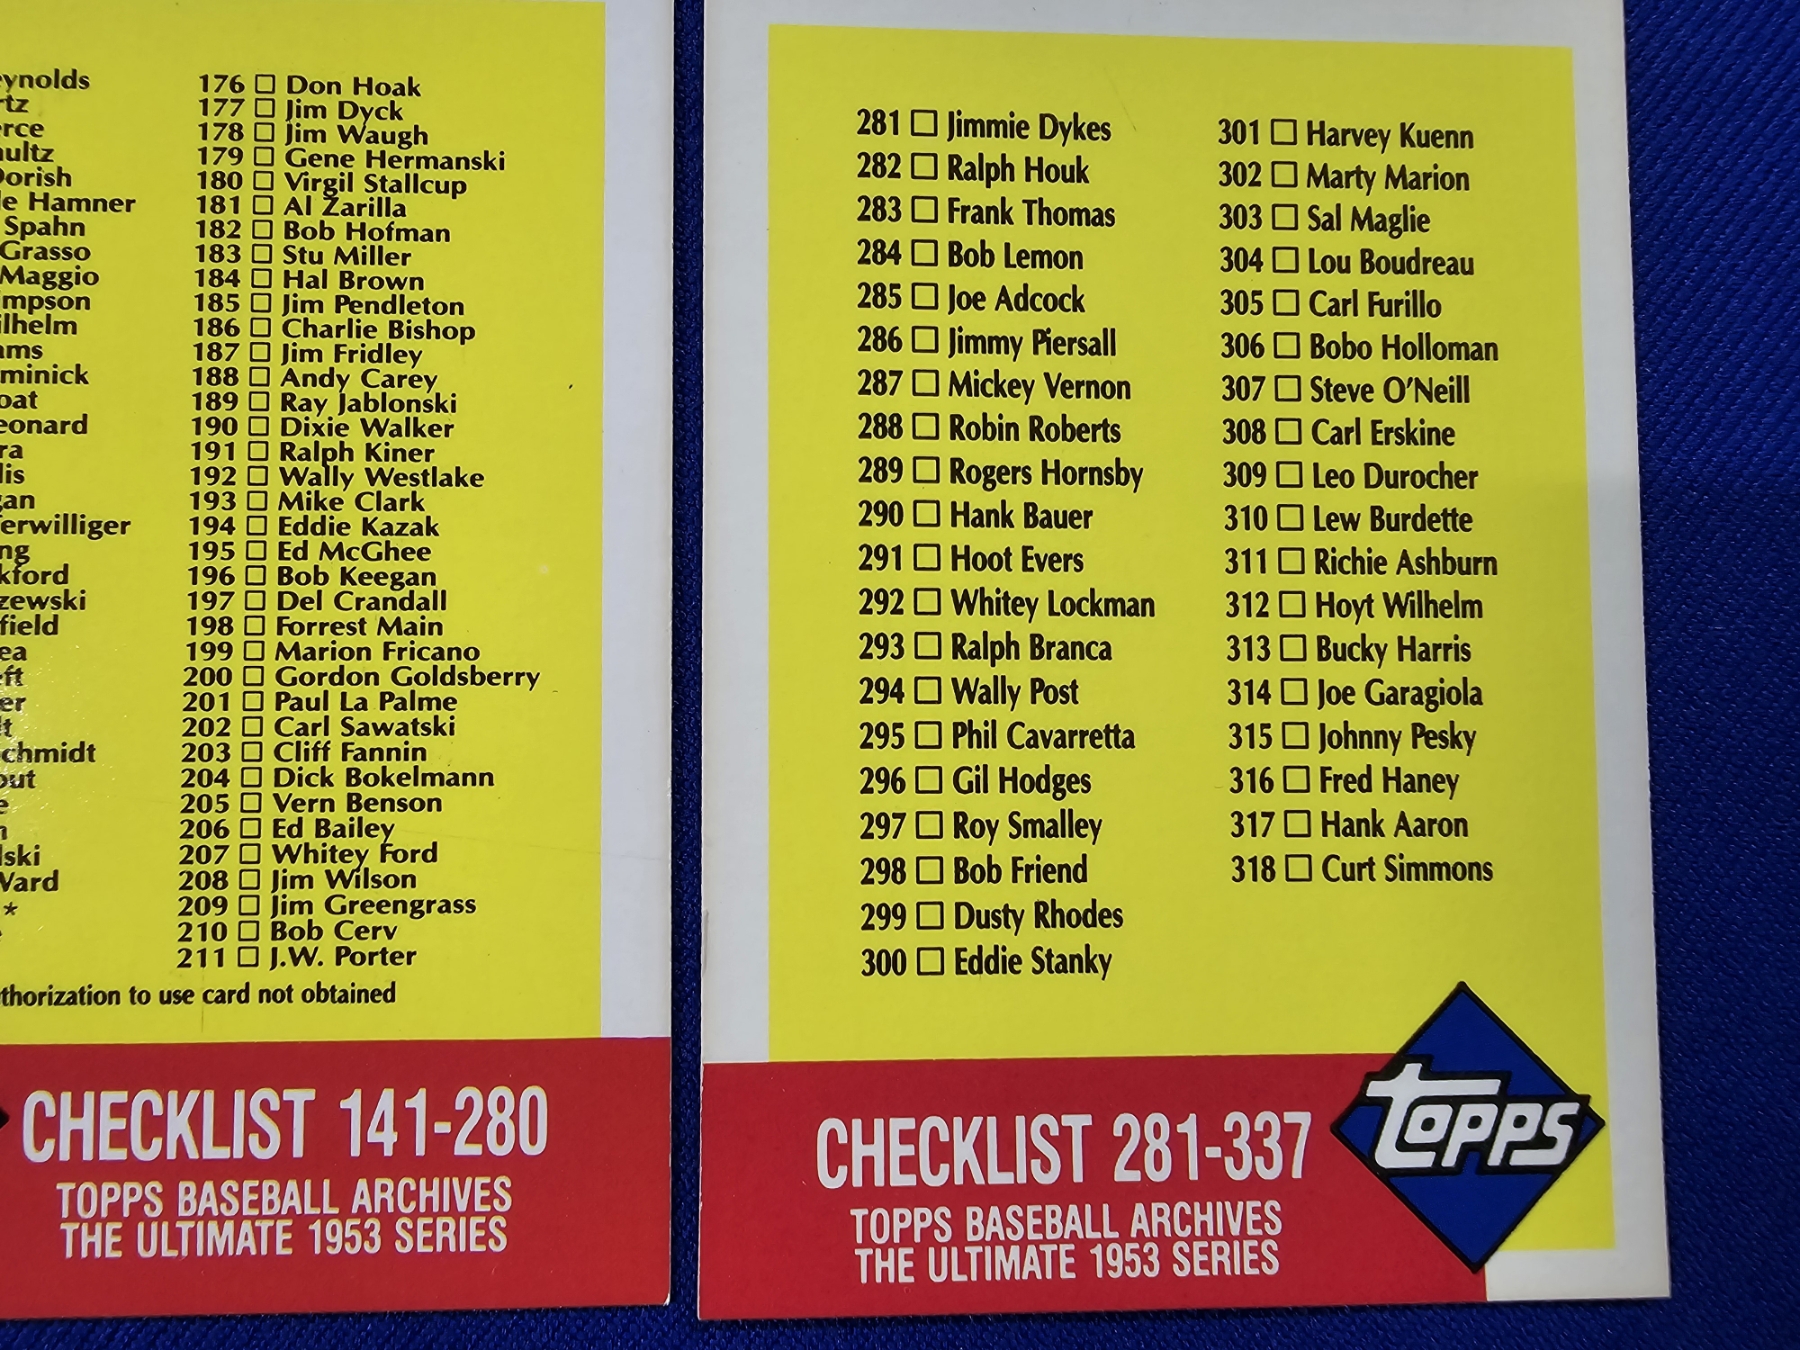 Spahn
Grasso
176 Don Hoak
177 Jim Dyck
178 Jim Waugh
179 Gene Hermanski
180 Virgil Stallcup
181 Al Zarilla
182 Bob Hofman
183 Stu Miller
184 Hal Brown
185 Jim Pendleton
186 Charlie Bishop
187 Jim Fridley
188 Andy Carey
189 Ray Jablonski
190 Dixie Walker
191 Ralph Kiner
192 Wally Westlake
193 Mike Clark
194 Eddie Kazak
195 Ed McGhee
196 Bob Keegan
197 Del Crandall
198 Forrest Main
199 Marion Fricano
200 Gordon Goldsberry
201 Paul La Palme
202 Carl Sawatski
203 Cliff Fannin
204 Dick Bokelmann
205 Vern Benson
206 Ed Bailey
207 Whitey Ford
208 Jim Wilson
209 Jim Greengrass
210 Bob Cerv
211 J.W. Porter
to use card not obtained
CHECKLIST 141-280
TOPPS BASEBALL ARCHIVES
THE ULTIMATE 1953 SERIES
281 Jimmie Dykes
282 Ralph Houk
283 Frank Thomas
284 Bob Lemon
285 Joe Adcock
286 Jimmy Piersall
287 Mickey Vernon
288 Robin Roberts
289 Rogers Hornsby
290 Hank Bauer
291 Hoot Evers
292 Whitey Lockman
293 Ralph Branca
294 Wally Post
295 Phil Cavarretta
296 Gil Hodges
297 Roy Smalley
298 Bob Friend
299 Dusty Rhodes
300 Eddie Stanky
301 Harvey Kuenn
302 Marty Marion
303 Sal Maglie
304 Lou Boudreau
305 Carl Furillo
306 Bobo Holloman
307 Steve O'Neill
308 Carl Erskine
309 Leo Durocher
310 Lew Burdette
311 Richie Ashburn
312 Hoyt Wilhelm
313 Bucky Harris
314 Joe Garagiola
315 Johnny Pesky
316 Fred Haney
317 Hank Aaron
318 Curt Simmons
CHECKLIST 281-337
TOPPS BASEBALL ARCHIVES
THE ULTIMATE 1953 SERIES
TOPPS